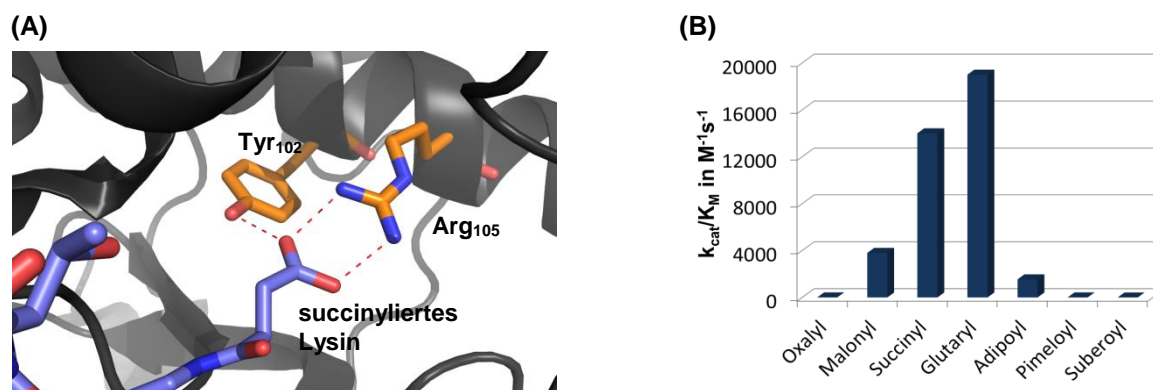 (A)
Tyr102
Arg105
succinyliertes
Lysin
(B)
kcat/KM in M-1s-1
20000
16000
12000
8000
4000
0
Oxalyl
Malonyl
Succinyl
Glutaryl
Adipoyl
Pimeloyl
Suberoyl